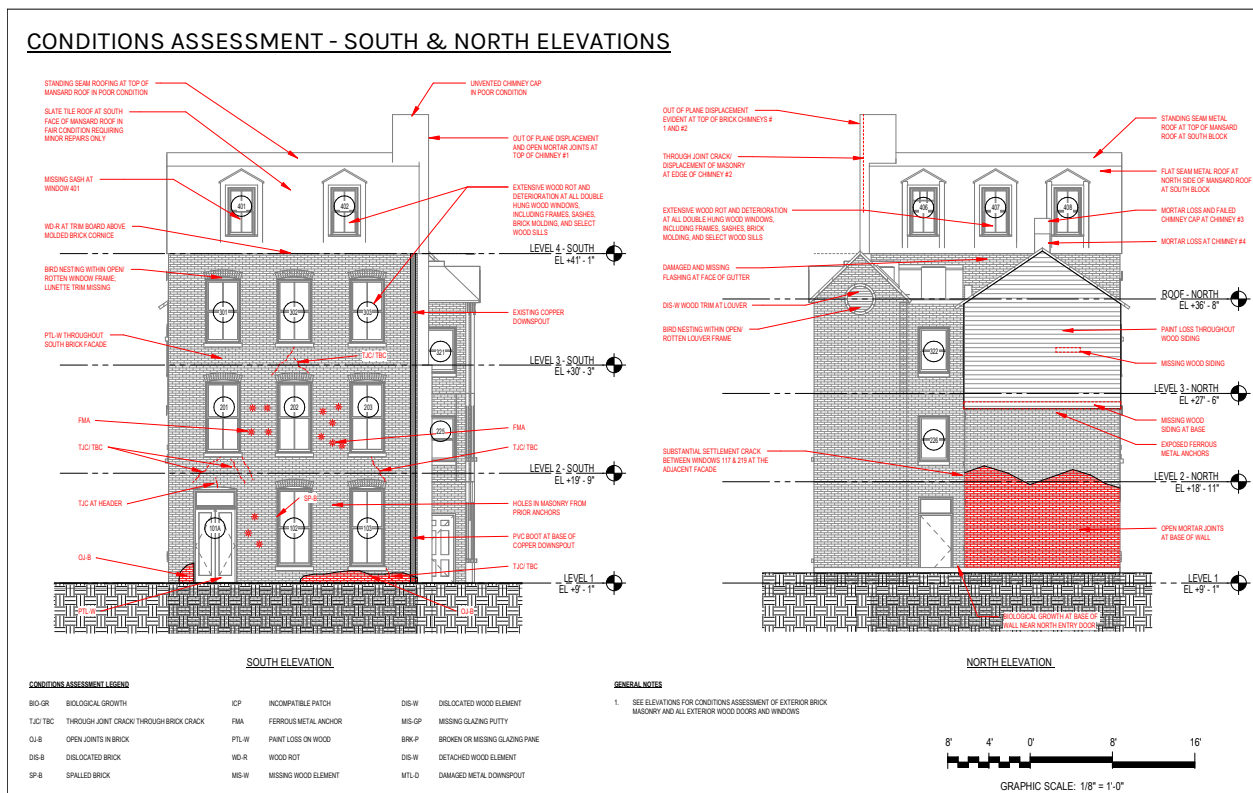 CONDITIONS ASSESSMENT - SOUTH & NORTH ELEVATIONS
STANDING SEAM ROOFING AT TOP OF
MANSARD ROOF IN POOR CONDITION
SLATE TILE ROOF AT SOUTH
FACE OF MANSARD ROOF IN
FAIR CONDITION REQUIRING
MINOR REPAIRS ONLY
MISSING SASH AT
WINDOW 401
WD-R AT TRIM BOARD ABOVE
MOLDED BRICK CORNICE
BIRD NESTING WITHIN OPEN/
ROTTEN WINDOW FRAME;
LUNETTE TRIM MISSING
PTL-W THROUGHOUT
SOUTH BRICK FACADE
FMA
TJC/ TBC
TJC AT HEADER
OJ-B
PTL-W
UNVENTED CHIMNEY CAP
IN POOR CONDITION
OUT OF PLANE DISPLACEMENT
AND OPEN MORTAR JOINTS AT
TOP OF CHIMNEY #1
EXTENSIVE WOOD ROT AND
DETERIORATION AT ALL DOUBLE
HUNG WOOD WINDOWS,
INCLUDING FRAMES, SASHES,
BRICK MOLDING, AND SELECT
WOOD SILLS
LEVEL 4 - SOUTH
EL +41' - 1"
EXISTING COPPER
DOWNSPOUT
LEVEL 3 - SOUTH
EL +30' - 3"
FMA
TJC/ TBC
LEVEL 2 - SOUTH
EL +19' - 9"
HOLES IN MASONRY FROM
PRIOR ANCHORS
PVC BOOT AT BASE OF
COPPER DOWNSPOUT
TJC/ TBC
LEVEL 1
EL +9' - 1"
OJ-B
401
402
301
302
303
321
TJC/ TBC
201
202
203
225
SP-B
101A
102
103
SOUTH ELEVATION
OUT OF PLANE DISPLACEMENT
EVIDENT AT TOP OF BRICK CHIMNEYS #
1 AND #2
THROUGH JOINT CRACK/
DISPLACEMENT OF MASONRY
AT EDGE OF CHIMNEY #2
EXTENSIVE WOOD ROT AND DETERIORATION
AT ALL DOUBLE HUNG WOOD WINDOWS,
INCLUDING FRAMES, SASHES, BRICK
MOLDING, AND SELECT WOOD SILLS
DAMAGED AND MISSING
FLASHING AT FACE OF GUTTER
DIS-W WOOD TRIM AT LOUVER
BIRD NESTING WITHIN OPEN/
ROTTEN LOUVER FRAME
SUBSTANTIAL SETTLEMENT CRACK
BETWEEN WINDOWS 117 & 219 AT THE
ADJACENT FACADE
406
407
408
322
226
STANDING SEAM METAL
ROOF AT TOP OF MANSARD
ROOF AT SOUTH BLOCK
FLAT SEAM METAL ROOF AT
NORTH SIDE OF MANSARD ROOF
AT SOUTH BLOCK
MORTAR LOSS AND FAILED
CHIMNEY CAP AT CHIMNEY #3
MORTAR LOSS AT CHIMNEY #4
ROOF - NORTH
EL +36' - 8"
PAINT LOSS THROUGHOUT
WOOD SIDING
MISSING WOOD SIDING
LEVEL 3 - NORTH
EL +27' - 6"
MISSING WOOD
SIDING AT BASE
EXPOSED FERROUS
METAL ANCHORS
LEVEL 2 - NORTH
EL +18' - 11"
OPEN MORTAR JOINTS
AT BASE OF WALL
LEVEL 1
EL +9' - 1"
BIOLOGICAL GROWTH AT BASE OF
WALL NEAR NORTH ENTRY DOOR
NORTH ELEVATION
CONDITIONS ASSESSMENT LEGEND
BIO-GR BIOLOGICAL GROWTH
TJC/ TBC THROUGH JOINT CRACK/ THROUGH BRICK CRACK
OJ-B OPEN JOINTS IN BRICK
DIS-B DISLOCATED BRICK
SP-B SPALLED BRICK
ICP INCOMPATIBLE PATCH
FMA FERROUS METAL ANCHOR
PTL-W PAINT LOSS ON WOOD
WD-R WOOD ROT
MIS-W MISSING WOOD ELEMENT
DIS-W DISLOCATED WOOD ELEMENT
MIS-GP MISSING GLAZING PUTTY
BRK-P BROKEN OR MISSING GLAZING PANE
DIS-W DETACHED WOOD ELEMENT
MTL-D DAMAGED METAL DOWNSPOUT
GENERAL NOTES
1. SEE ELEVATIONS FOR CONDITIONS ASSESSMENT OF EXTERIOR BRICK
MASONRY AND ALL EXTERIOR WOOD DOORS AND WINDOWS
8' 4' 0' 8' 16'
GRAPHIC SCALE: 1/8" = 1'-0"